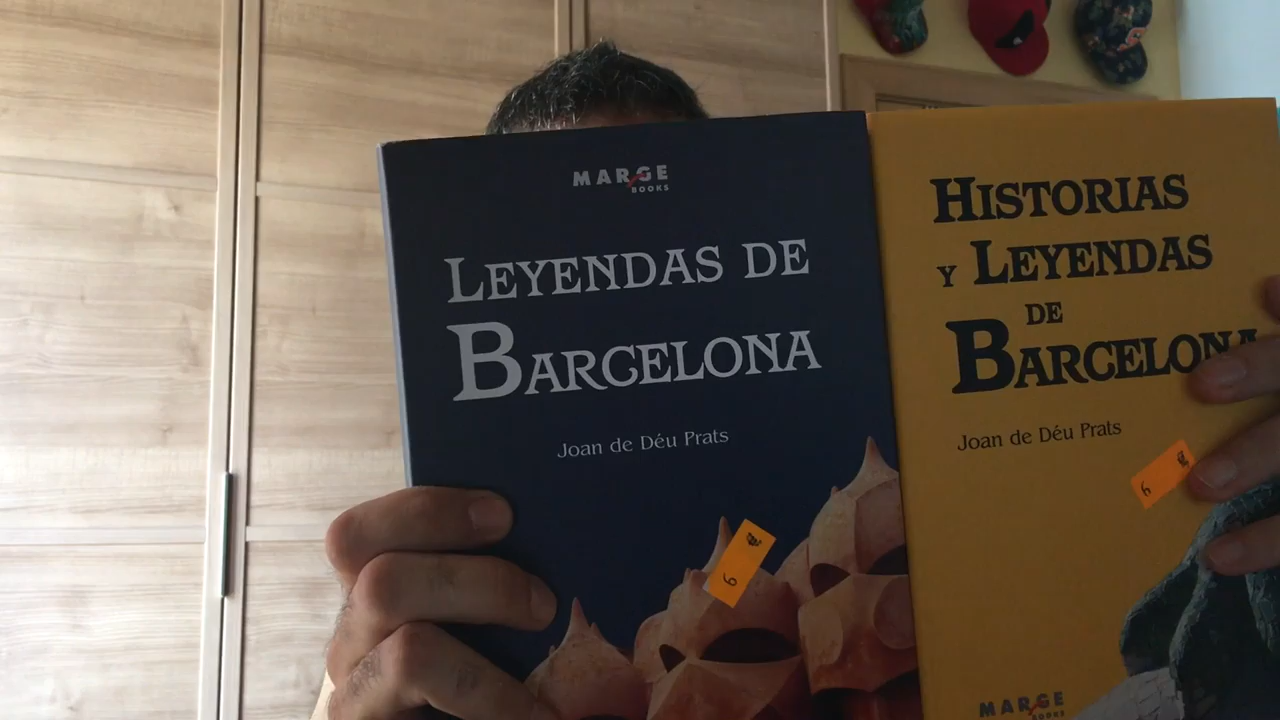 MARGE
BOOKS
LEYENDAS DE
BARCELONA
Joan de Déu Prats
6
HISTORIAS
Y LEYENDAS
DE
BARCELONA
Joan de Déu Prats
6
MARGE
BOOKS